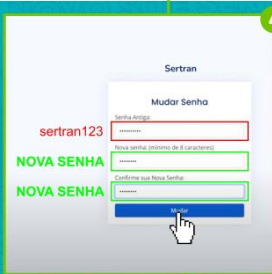 Sertran
Mudar Senha
Senha Antiga:
sertran123
Nova senha: (mínimo de 8 caracteres)
NOVA SENHA
Confirme sua Nova Senha:
NOVA SENHA
Mudar